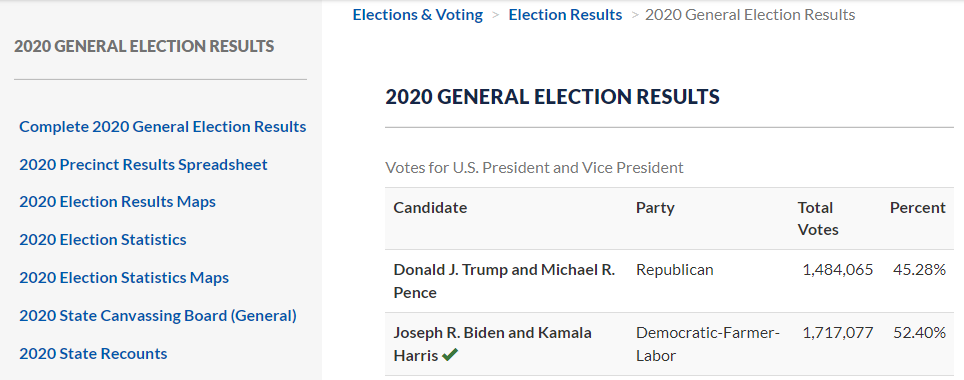 Elections & Voting > Election Results > 2020 General Election Results
2020 GENERAL ELECTION RESULTS
Complete 2020 General Election Results
2020 Precinct Results Spreadsheet
2020 Election Results Maps
2020 Election Statistics
2020 Election Statistics Maps
2020 State Canvassing Board (General)
2020 State Recounts
2020 GENERAL ELECTION RESULTS
Votes for U.S. President and Vice President
Candidate Party Total Percent
Votes
Donald J. Trump and Michael R. Republican 1,484,065 45.28%
Pence
Joseph R. Biden and Kamala Democratic-Farmer- 1,717,077 52.40%
Harris ✔ Labor